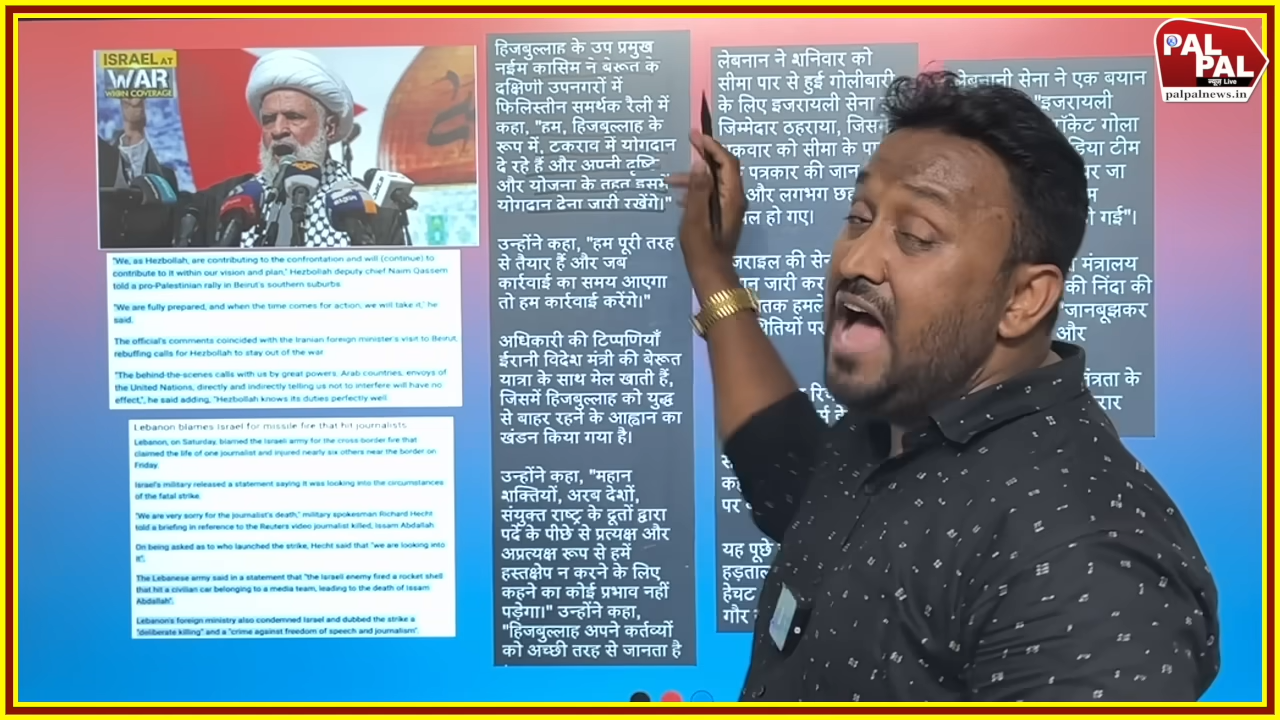 ISRAEL AT
WAR
WION COVERAGE
"We, as Hezbollah, are contributing to the confrontation and will (continue) to
contribute to it within our vision and plan," Hezbollah deputy chief Naim Qassem
told a pro-Palestinian rally in Beirut's southern suburbs.
"We are fully prepared, and when the time comes for action, we will take it," he
said.
The official's comments coincided with the Iranian foreign minister's visit to Beirut,
rebuffing calls for Hezbollah to stay out of the war.
"The behind-the-scenes calls with us by great powers, Arab countries, envoys of
the United Nations, directly and indirectly telling us not to interfere will have no
effect,", he said adding, "Hezbollah knows its duties perfectly well.
Lebanon blames Israel for missile fire that hit journalists
Lebanon, on Saturday, blamed the Israeli army for the cross-border fire that
claimed the life of one journalist and injured nearly six others near the border on
Friday.
Israel's military released a statement saying it was looking into the circumstances
of the fatal strike.
"We are very sorry for the journalist's death," military spokesman Richard Hecht
told a briefing in reference to the Reuters video journalist killed, Issam Abdallah.
On being asked as to who launched the strike, Hecht said that "we are looking into
it".
The Lebanese army said in a statement that "the Israeli enemy fired a rocket shell
that hit a civilian car belonging to a media team, leading to the death of Issam
Abdallah".
Lebanon's foreign ministry also condemned Israel and dubbed the strike a
"deliberate killing" and a "crime against freedom of speech and journalism".
हिजबुल्लाह के उप प्रमुख
नईम कासिम ने बेरूत के
दक्षिणी उपनगरों में
फिलिस्तीन समर्थक रैली में
कहा, "हम, हिजबुल्लाह के
रूप में, टकराव में योगदान
दे रहे हैं और अपनी दृष्टि
और योजना के तहत इसमें
योगदान देना जारी रखेंगे।"
उन्होंने कहा, "हम पूरी तरह
से तैयार हैं और जब
कार्रवाई का समय आएगा
तो हम कार्रवाई करेंगे।"
अधिकारी की टिप्पणियाँ
ईरानी विदेश मंत्री की बेरूत
यात्रा के साथ मेल खाती हैं,
जिसमें हिजबुल्लाह को युद्ध
से बाहर रहने के आह्वान का
खंडन किया गया है।
उन्होंने कहा, "महान
शक्तियों, अरब देशों,
संयुक्त राष्ट्र के दूतों द्वारा
पर्दे के पीछे से प्रत्यक्ष और
अप्रत्यक्ष रूप से हमें
हस्तक्षेप न करने के लिए
कहने का कोई प्रभाव नहीं
पड़ेगा।" उन्होंने कहा,
"हिजबुल्लाह अपने कर्तव्यों
को अच्छी तरह से जानता है
लेबनान ने शनिवार को
सीमा पार से हुई गोलीबारी
के लिए इजरायली सेना
जिम्मेदार ठहराया, जिसमें
को सीमा के
पत्रकार की जान
और लगभग छह
हो गए।
की
जारी कर
हमले
पर
पर
यह पूछे
हेचट
गौर
लेबनानी सेना ने एक बयान
"इजरायली
रॉकेट गोला
टीम
पर जा
गई"।
मंत्रालय
की निंदा की
"जानबूझकर
और
के
PAL
PAL
न्यूज़ Live
palpalnews.in